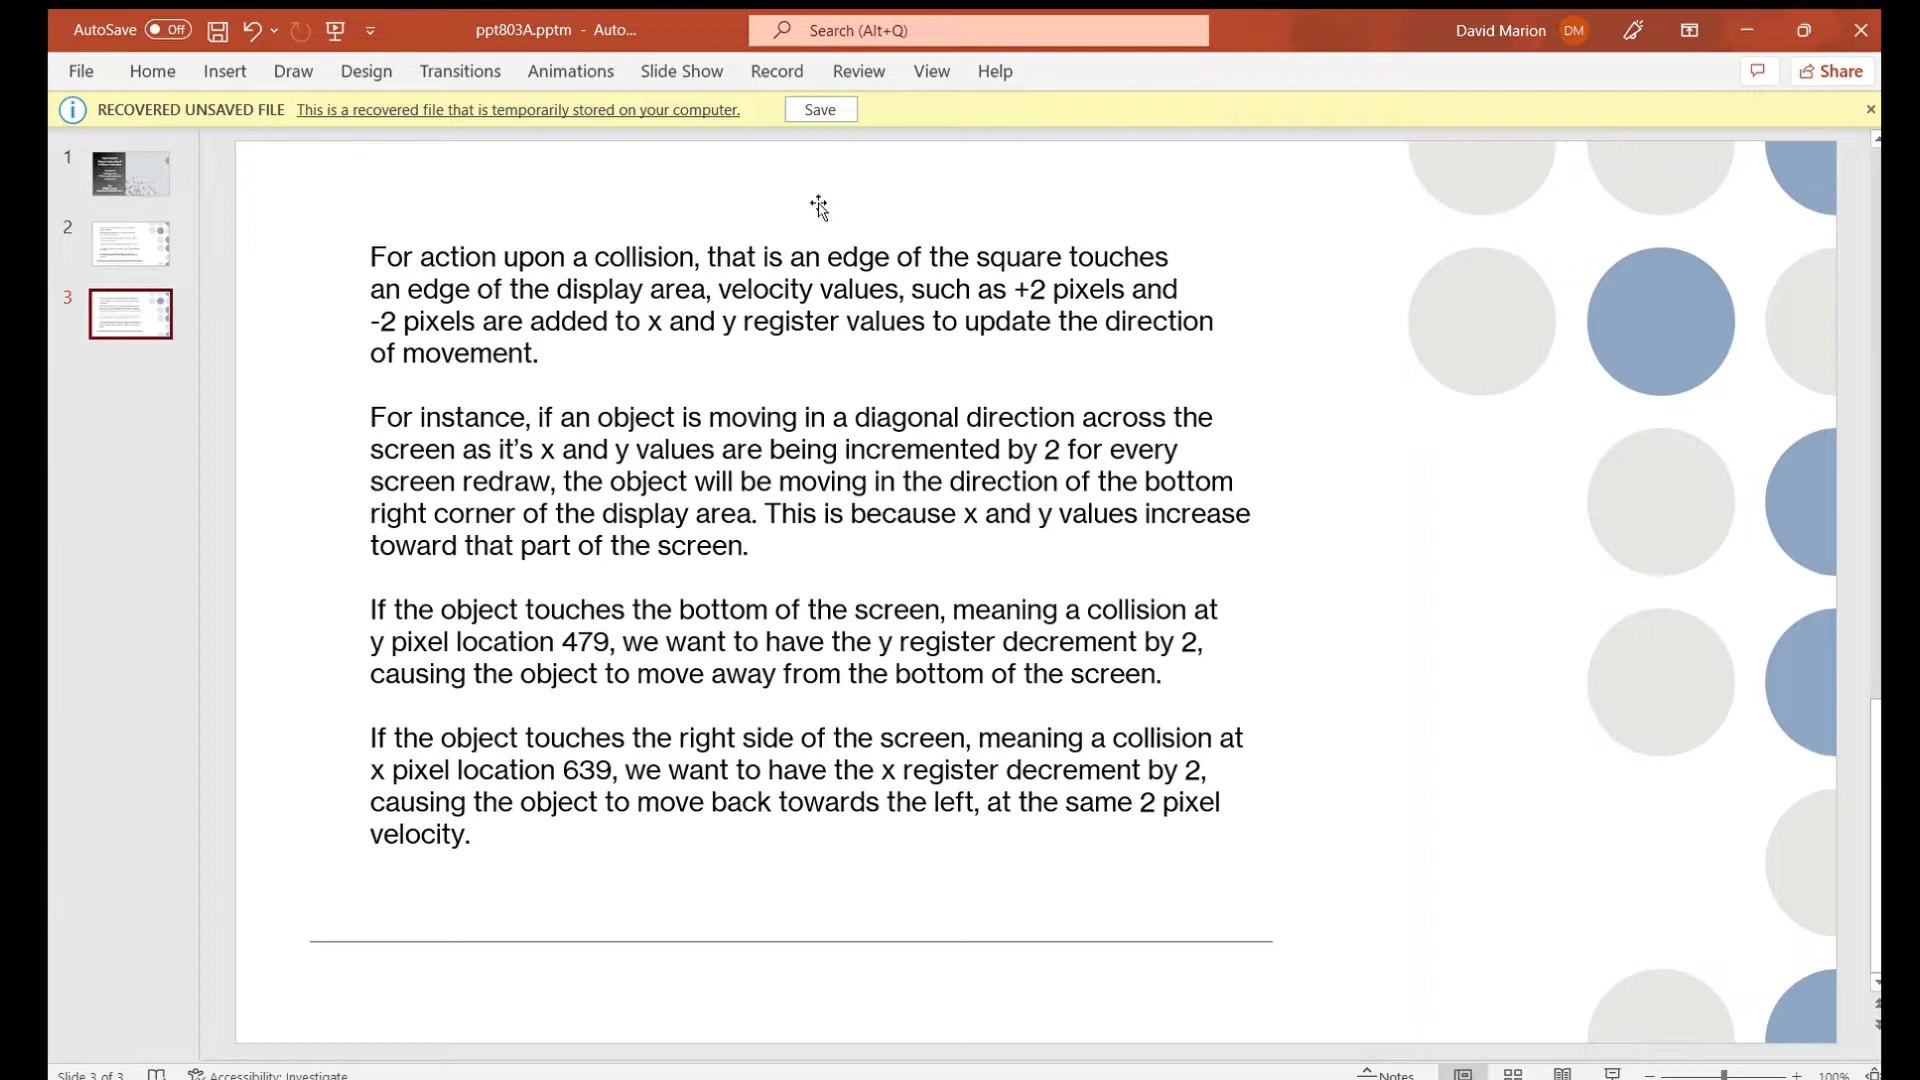 AutoSave Off ppt803A.pptm - Auto... Search (Alt+Q) David Marion DM
File Home Insert Draw Design Transitions Animations Slide Show Record Review View Help Share
RECOVERED UNSAVED FILE This is a recovered file that is temporarily stored on your computer. Save
1
2
3
For action upon a collision, that is an edge of the square touches
an edge of the display area, velocity values, such as +2 pixels and
-2 pixels are added to x and y register values to update the direction
of movement.
For instance, if an object is moving in a diagonal direction across the
screen as it's x and y values are being incremented by 2 for every
screen redraw, the object will be moving in the direction of the bottom
right corner of the display area. This is because x and y values increase
toward that part of the screen.
If the object touches the bottom of the screen, meaning a collision at
y pixel location 479, we want to have the y register decrement by 2,
causing the object to move away from the bottom of the screen.
If the object touches the right side of the screen, meaning a collision at
x pixel location 639, we want to have the x register decrement by 2,
causing the object to move back towards the left, at the same 2 pixel
velocity.
Slide 3 of 3 Accessibility: Investigate Notes 100%